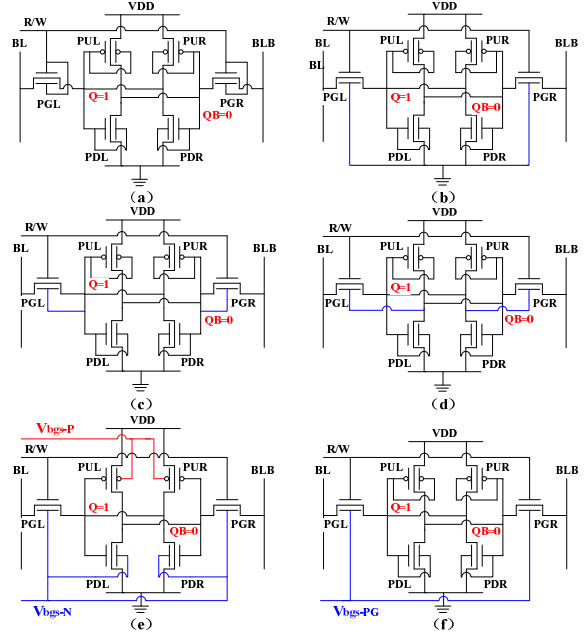 VDD
R/W
BL
PUL
PUR
BLB
PGL
Q=1
PGR
QB=0
PDL
PDR
(a)
VDD
R/W
BL
BL
PUL
PUR
BLB
PGL
Q=1
QB=0
PGR
PDL
PDR
(b)
VDD
R/W
BL
PUL
PUR
BLB
Q=1
PGL
PGR
QB=0
PDL
PDR
(c)
VDD
R/W
BL
PUL
PUR
BLB
Q=1
PGL
PGR
QB=0
PDL
PDR
(d)
Vbgs-P
VDD
R/W
BL
PUL
PUR
BLB
Q=1
PGL
PGR
QB=0
PDL
PDR
Vbgs-N
(e)
VDD
R/W
BL
PUL
PUR
BLB
Q=1
PGL
PGR
QB=0
PDL
PDR
Vbgs-PG
(f)